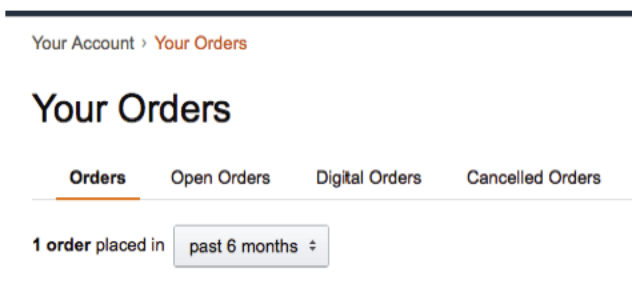 Your Account › Your Orders
Your Orders
Orders Open Orders Digital Orders Cancelled Orders
1 order placed in past 6 months